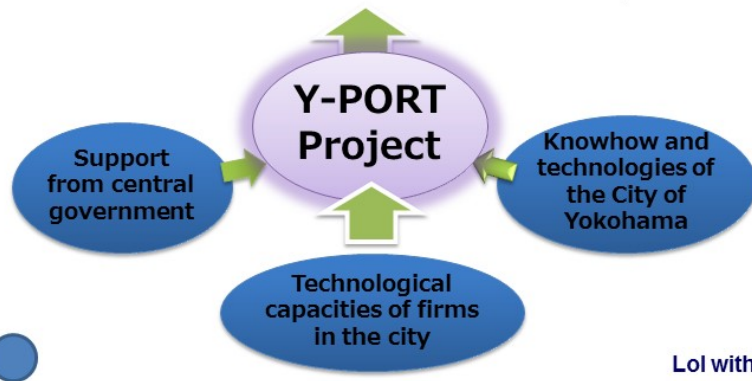 Y-PORT
Project
Support
from central
government
Knowhow and
technologies of
the City of
Yokohama
Technological
capacities of firms
in the city
LoI with